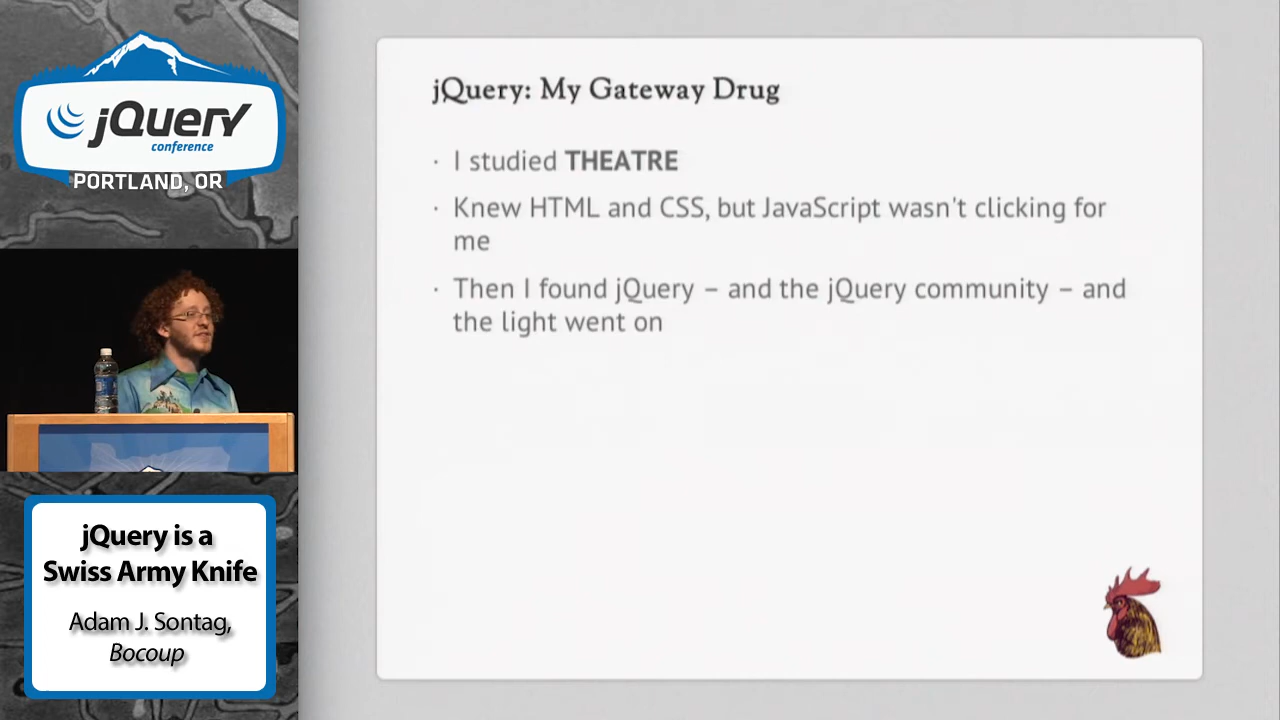 jQuery
conference
PORTLAND, OR
jQuery is a
Swiss Army Knife
Adam J. Sontag,
Bocoup
jQuery: My Gateway Drug
· I studied THEATRE
· Knew HTML and CSS, but JavaScript wasn't clicking for
me
· Then I found jQuery – and the jQuery community – and
the light went on